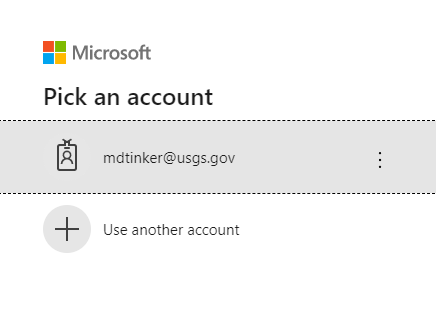 Microsoft
Pick an account
mdtinker@usgs.gov
Use another account